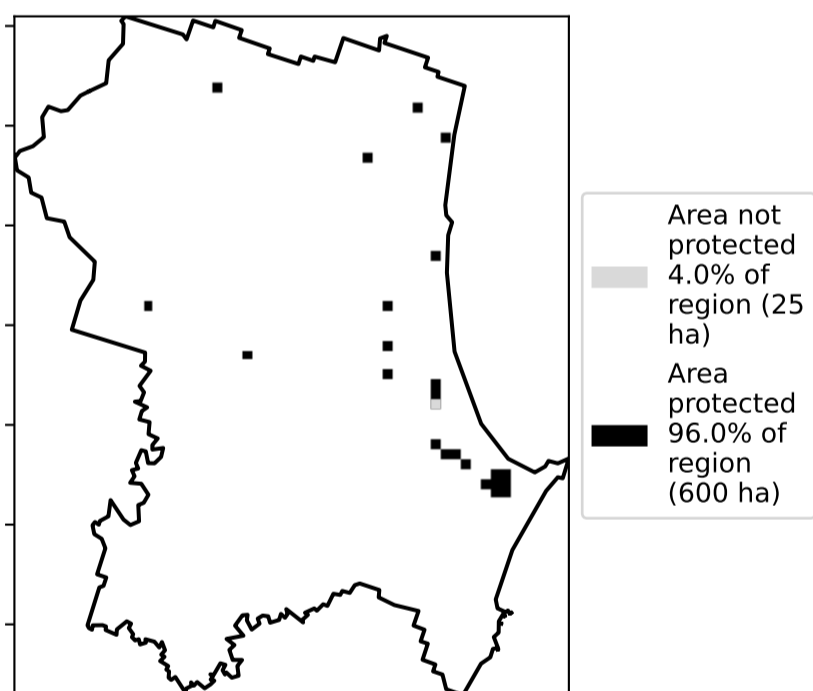 Area not
protected
4.0% of
region (25
ha)
Area
protected
96.0% of
region
(600 ha)